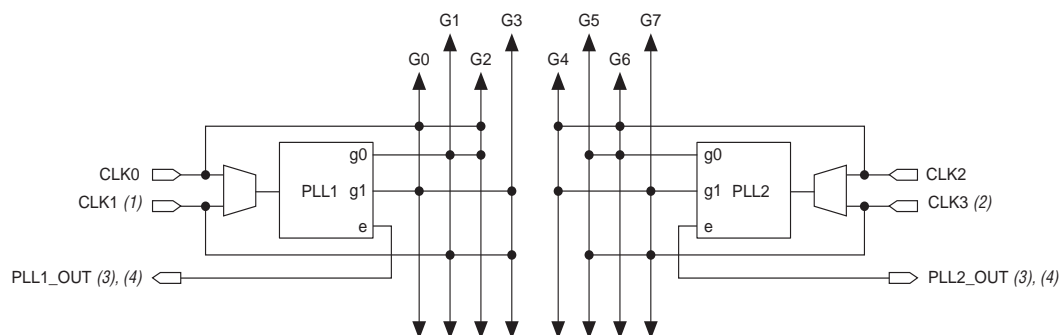 G1 G3 G5 G7
G0 G2 G4 G6
g0 g0
CLK0 CLK2
PLL1 g1 g1 PLL2
CLK1 (1) CLK3 (2)
e e
PLL1_OUT (3), (4) PLL2_OUT (3), (4)